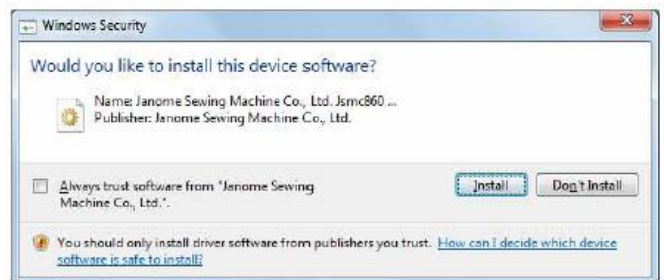 Windows Security
Would you like to install this device software?
Name: Janome Sewing Machine Co., Ltd. Jsmc860 ...
Publisher: Janome Sewing Machine Co., Ltd.
Always trust software from "Janome Sewing
Machine Co., Ltd.".
Install
Don't Install
You should only install driver software from publishers you trust. How can I decide which device
software is safe to install?